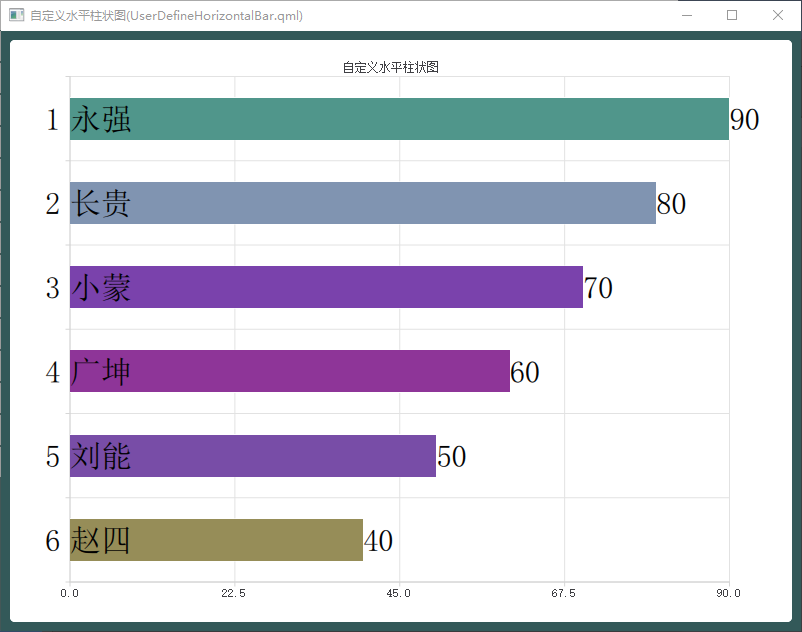 自定义水平柱状图(UserDefineHorizontalBar.qml)
自定义水平柱状图
1 永强 90
2 长贵 80
3 小蒙 70
4 广坤 60
5 刘能 50
6 赵四 40
0.0 22.5 45.0 67.5 90.0